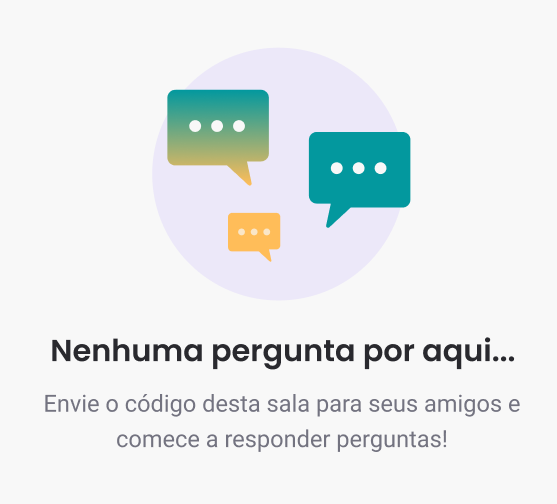 Nenhuma pergunta por aqui...
Envie o código desta sala para seus amigos e
comece a responder perguntas!